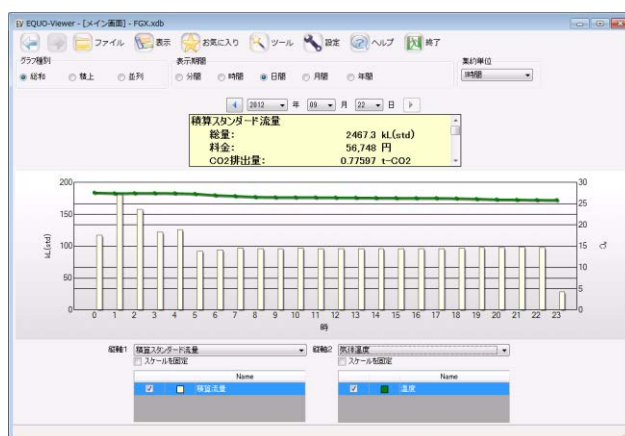 EV EQUO-Viewer - [メイン画面] - FGX.xdb
ファイル 表示 お気に入り ツール 設定 ヘルプ 終了
グラフ種別 表示期間 集約単位
総和 積上 並列 分間 時間 日間 月間 年間 1時間
2012 年 09 月 22 日
積算スタンダード流量
総量: 2467.3 kL(std)
料金: 56,748 円
CO2排出量: 0.77597 t-CO2
200 30
25
150 20
kL(std) 100 15 ℃
10
50 5
0 0
0 1 2 3 4 5 6 7 8 9 10 11 12 13 14 15 16 17 18 19 20 21 22 23
時
縦軸1 積算スタンダード流量 縦軸2 気体温度
スケールを固定 スケールを固定
Name Name
積算流量 温度